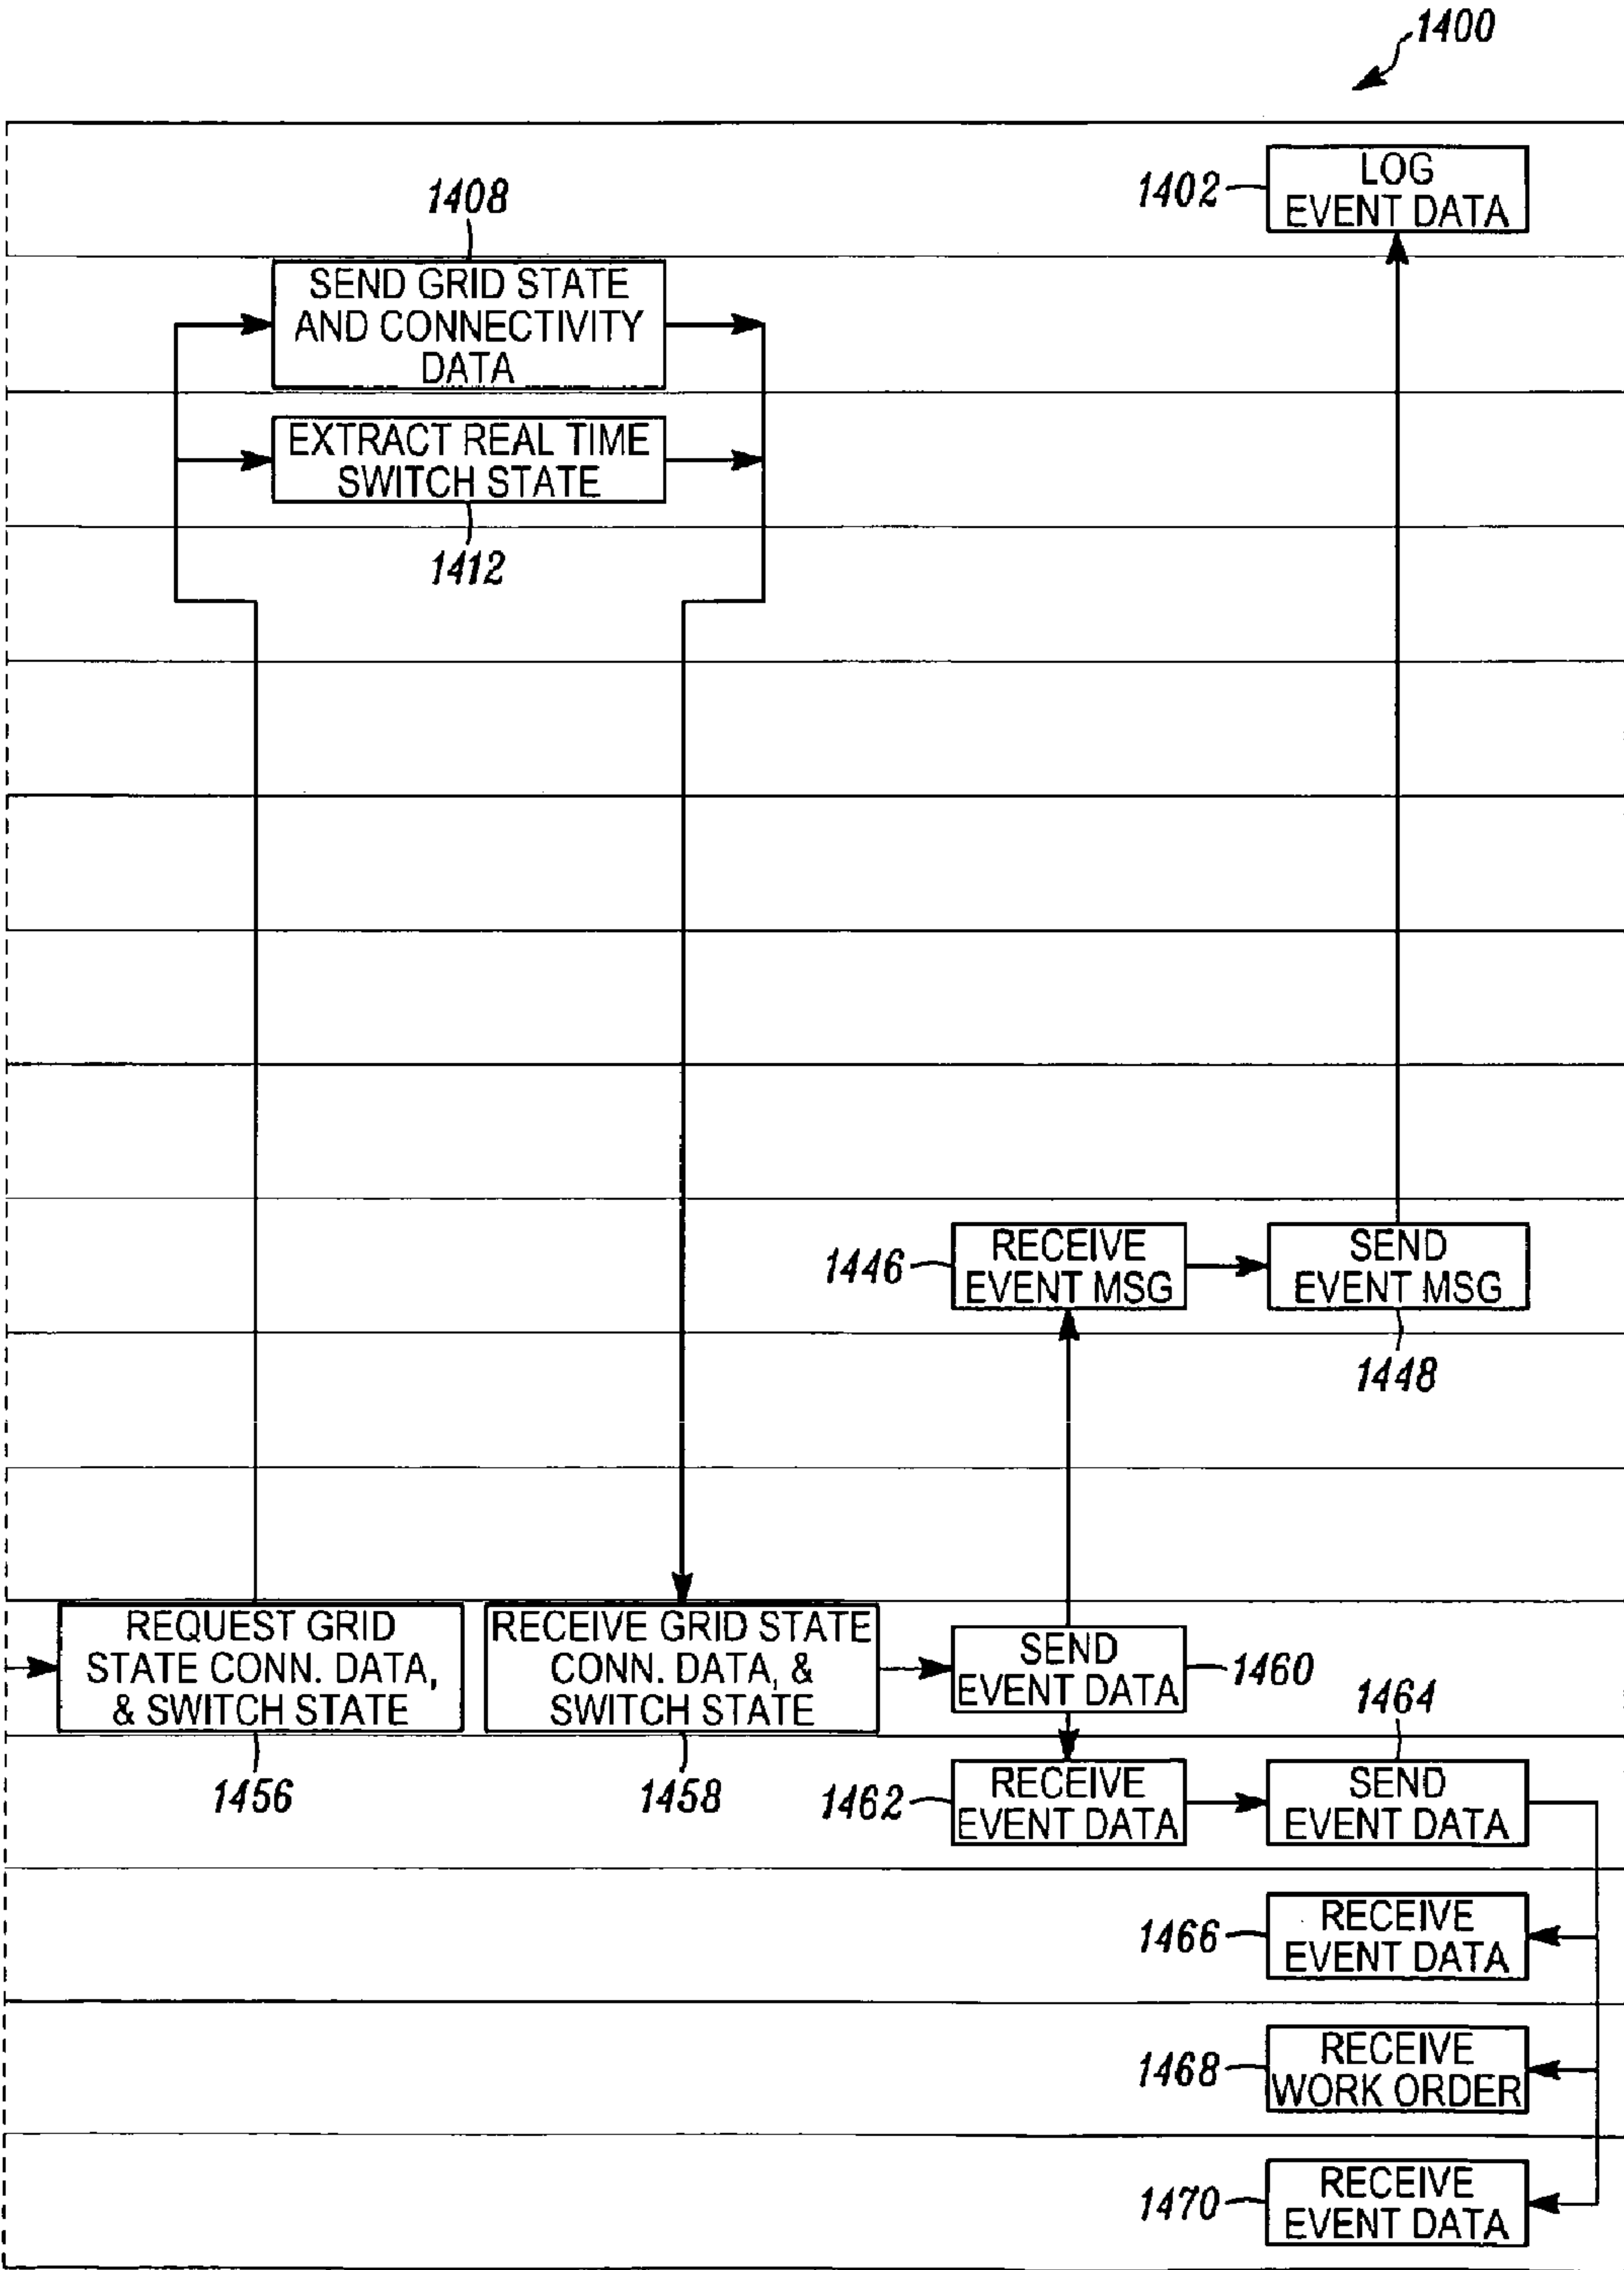 1400
1402
LOG
EVENT DATA
1408
SEND GRID STATE
AND CONNECTIVITY
DATA
EXTRACT REAL TIME
SWITCH STATE
1412
1446
RECEIVE
EVENT MSG
SEND
EVENT MSG
1448
REQUEST GRID
STATE CONN. DATA,
& SWITCH STATE
1456
RECEIVE GRID STATE
CONN. DATA, &
SWITCH STATE
1458
SEND
EVENT DATA
1460
1462
RECEIVE
EVENT DATA
1464
SEND
EVENT DATA
1466
RECEIVE
EVENT DATA
1468
RECEIVE
WORK ORDER
1470
RECEIVE
EVENT DATA